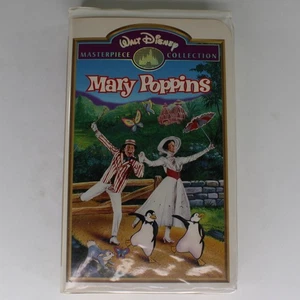 Walt Disney
MASTERPIECE COLLECTION
Mary Poppins